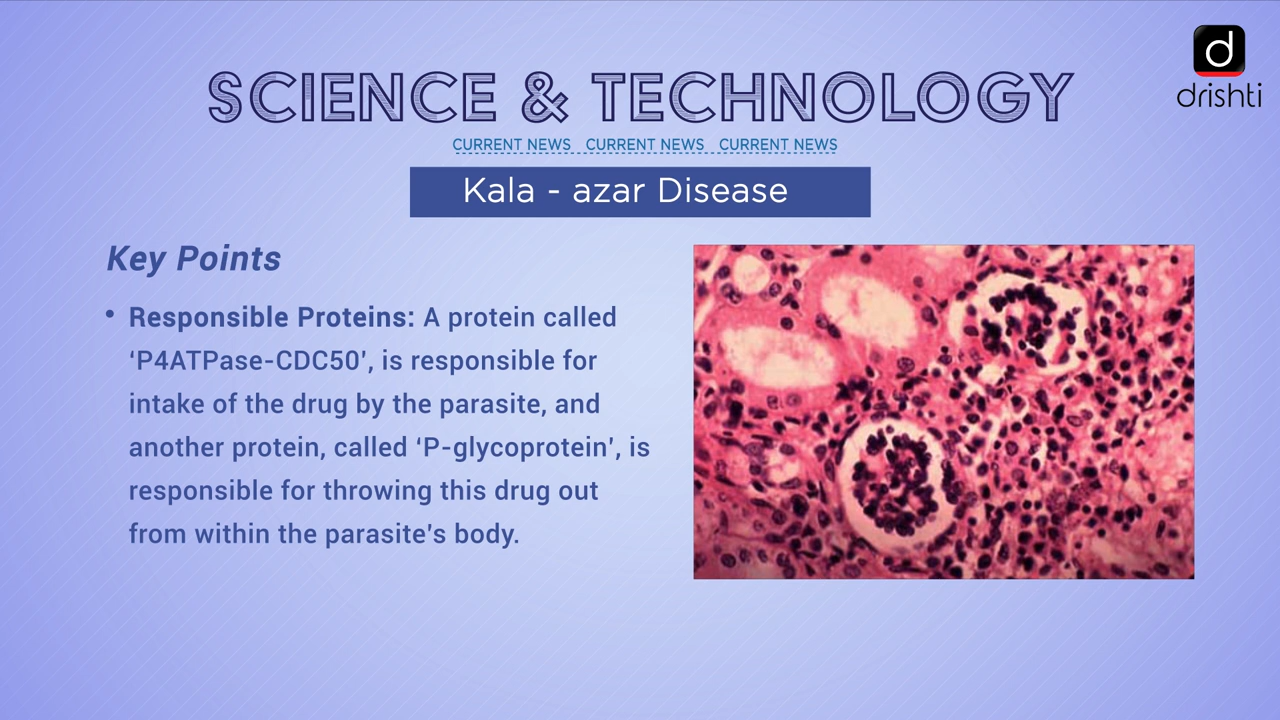 d
drishti
SCIENCE & TECHNOLOGY
CURRENT NEWS CURRENT NEWS CURRENT NEWS
Kala - azar Disease
Key Points
• Responsible Proteins: A protein called
‘P4ATPase-CDC50’, is responsible for
intake of the drug by the parasite, and
another protein, called ‘P-glycoprotein’, is
responsible for throwing this drug out
from within the parasite's body.